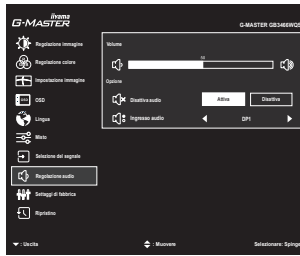 iiyama
G-MASTER
G-MASTER GB3466WQS
Regolazione immagine
Regolazione colore
Impostazione immagine
OSD
Lingua
Misto
Selezione del segnale
Regolazione audio
Settaggi di fabbrica
Ripristino
Volume
50
Opzione
Disattiva audio
Attiva
Disattiva
Ingresso audio
DP1
: Uscita
: Muovere
Selezionare: Spinge